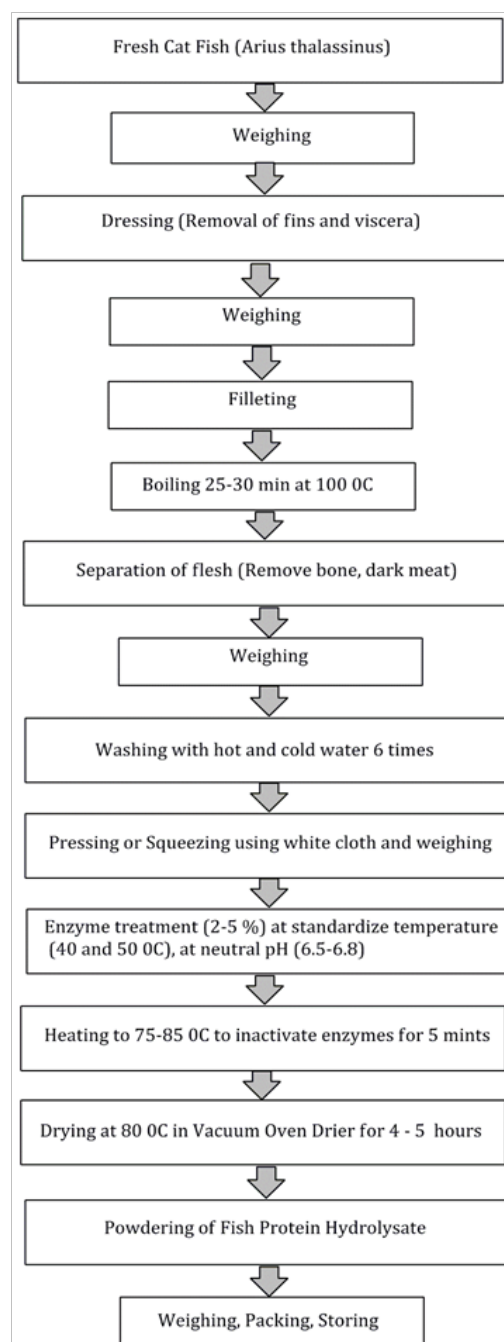 Fresh Cat Fish (Arius thalassinus)
Weighing
Dressing (Removal of fins and viscera)
Weighing
Filleting
Boiling 25-30 min at 100 0C
Separation of flesh (Remove bone, dark meat)
Weighing
Washing with hot and cold water 6 times
Pressing or Squeezing using white cloth and weighing
Enzyme treatment (2-5 %) at standardize temperature
(40 and 50 0C), at neutral pH (6.5-6.8)
Heating to 75-85 0C to inactivate enzymes for 5 mints
Drying at 80 0C in Vacuum Oven Drier for 4 - 5 hours
Powdering of Fish Protein Hydrolysate
Weighing, Packing, Storing